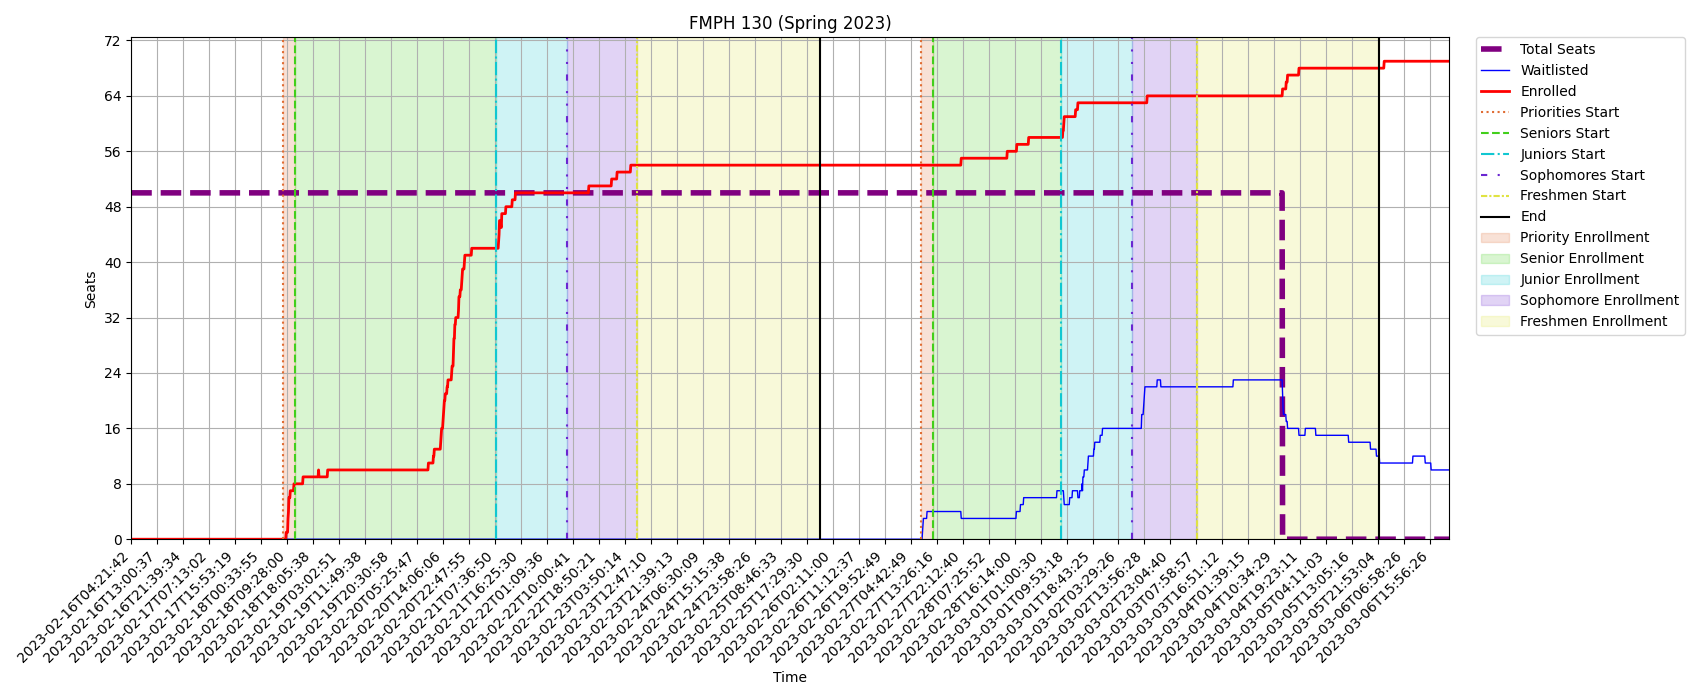 FMPH 130 (Spring 2023)
72
64
56
48
40
32
24
16
8
0
Seats
2023-02-16T04:21:42
2023-02-16T13:00:37
2023-02-16T21:39:34
2023-02-17T07:13:02
2023-02-17T15:53:19
2023-02-18T00:33:55
2023-02-18T09:28:00
2023-02-18T18:05:38
2023-02-19T03:02:51
2023-02-19T11:49:38
2023-02-19T20:30:58
2023-02-20T05:25:47
2023-02-20T14:06:06
2023-02-20T22:47:55
2023-02-21T07:36:50
2023-02-21T16:25:30
2023-02-22T01:09:36
2023-02-22T10:00:41
2023-02-22T18:50:21
2023-02-23T03:50:14
2023-02-23T12:47:10
2023-02-23T21:39:13
2023-02-24T06:30:09
2023-02-24T15:15:38
2023-02-24T23:58:26
2023-02-25T08:46:33
2023-02-25T17:29:30
2023-02-26T02:11:00
2023-02-26T11:12:37
2023-02-26T19:52:49
2023-02-27T04:42:49
2023-02-27T13:26:16
2023-02-27T22:12:40
2023-02-28T07:25:52
2023-02-28T16:14:00
2023-03-01T01:00:30
2023-03-01T09:53:18
2023-03-01T18:43:25
2023-03-02T03:29:26
2023-03-02T13:56:28
2023-03-02T23:04:40
2023-03-03T07:58:57
2023-03-03T16:51:12
2023-03-04T01:39:15
2023-03-04T10:34:29
2023-03-04T19:23:11
2023-03-05T04:11:03
2023-03-05T13:05:16
2023-03-05T21:53:04
2023-03-06T06:58:26
2023-03-06T15:56:26
Time
Total Seats
Waitlisted
Enrolled
Priorities Start
Seniors Start
Juniors Start
Sophomores Start
Freshmen Start
End
Priority Enrollment
Senior Enrollment
Junior Enrollment
Sophomore Enrollment
Freshmen Enrollment